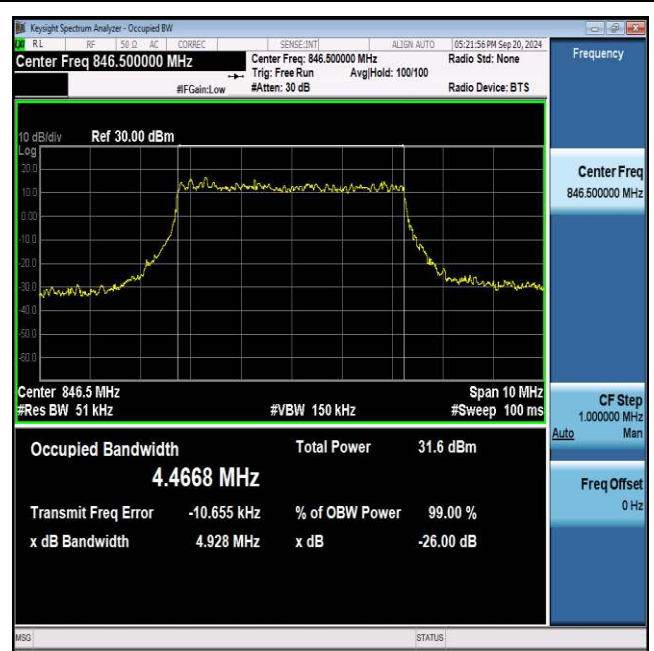 Keysight Spectrum Analyzer - Occupied BW
RL RF 50 Ω AC CORREC SENSE:INT ALIGN AUTO 05:21:56 PM Sep 20, 2024
Center Freq 846.500000 MHz
Center Freq: 846.500000 MHz
Radio Std: None
Trig: Free Run Avg|Hold: 100/100
#IFGain:Low #Atten: 30 dB Radio Device: BTS
Frequency
10 dB/div Ref 30.00 dBm
Log
20.0
10.0
0.00
-10.0
-20.0
-30.0
-40.0
-50.0
-60.0
Center 846.5 MHz Span 10 MHz
#Res BW 51 kHz #VBW 150 kHz #Sweep 100 ms
Center Freq
846.500000 MHz
CF Step
1.000000 MHz
Auto Man
Freq Offset
0 Hz
Occupied Bandwidth Total Power 31.6 dBm
4.4668 MHz
Transmit Freq Error -10.655 kHz % of OBW Power 99.00 %
x dB Bandwidth 4.928 MHz x dB -26.00 dB
MSG STATUS